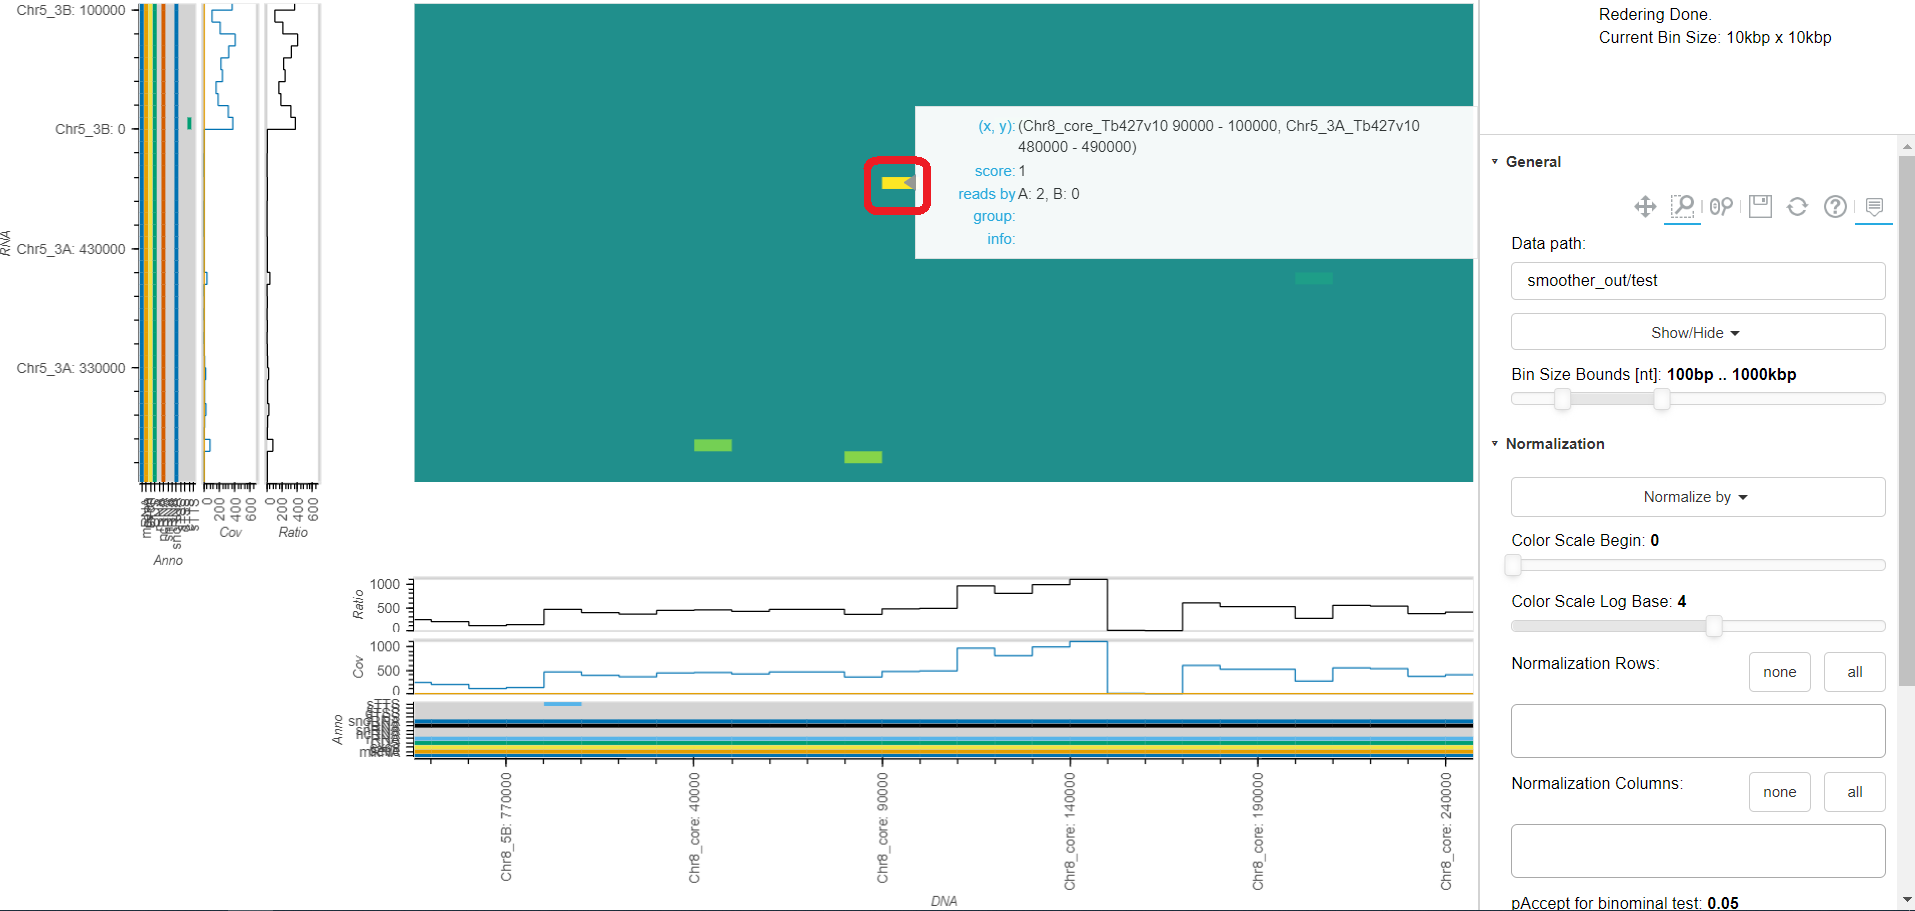 Chr5_3B: 100000
Chr5_3B: 0
Chr5_3A: 430000
Chr5_3A: 330000
RNA
0
200
400
600
0
200
400
600
Cov
Ratio
Anno
(x, y): (Chr8_core_Tb427v10 90000 - 100000, Chr5_3A_Tb427v10
480000 - 490000)
score: 1
reads by A: 2, B: 0
group:
info:
Ratio
1000
500
0
Cov
1000
500
0
Anno
sTTS
snoRNA
Chr8_5B: 770000
Chr8_core: 40000
Chr8_core: 90000
Chr8_core: 140000
Chr8_core: 190000
Chr8_core: 240000
DNA
Redering Done.
Current Bin Size: 10kbp x 10kbp
General
Data path:
smoother_out/test
Show/Hide
Bin Size Bounds [nt]: 100bp .. 1000kbp
Normalization
Normalize by
Color Scale Begin: 0
Color Scale Log Base: 4
Normalization Rows:
none
all
Normalization Columns:
none
all
pAccept for binominal test: 0.05